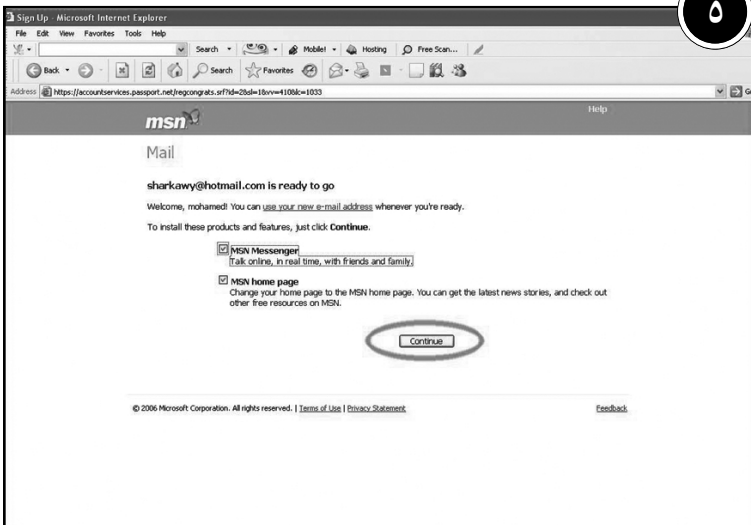 Sign Up - Microsoft Internet Explorer
٥
File Edit View Favorites Tools Help
Search Mobile! Hosting Free Scan...
Back Search Favorites
Address https://accountservices.passport.net/regcongrats.srf?id=2&sl=1&vv=410&lc=1033
msn
Help
Mail
sharkawy@hotmail.com is ready to go
Welcome, mohamed! You can use your new e-mail address whenever you're ready.
To install these products and features, just click Continue.
MSN Messenger
Talk online, in real time, with friends and family.
MSN home page
Change your home page to the MSN home page. You can get the latest news stories, and check out
other free resources on MSN.
Continue
© 2006 Microsoft Corporation. All rights reserved. | Terms of Use | Privacy Statement Feedback